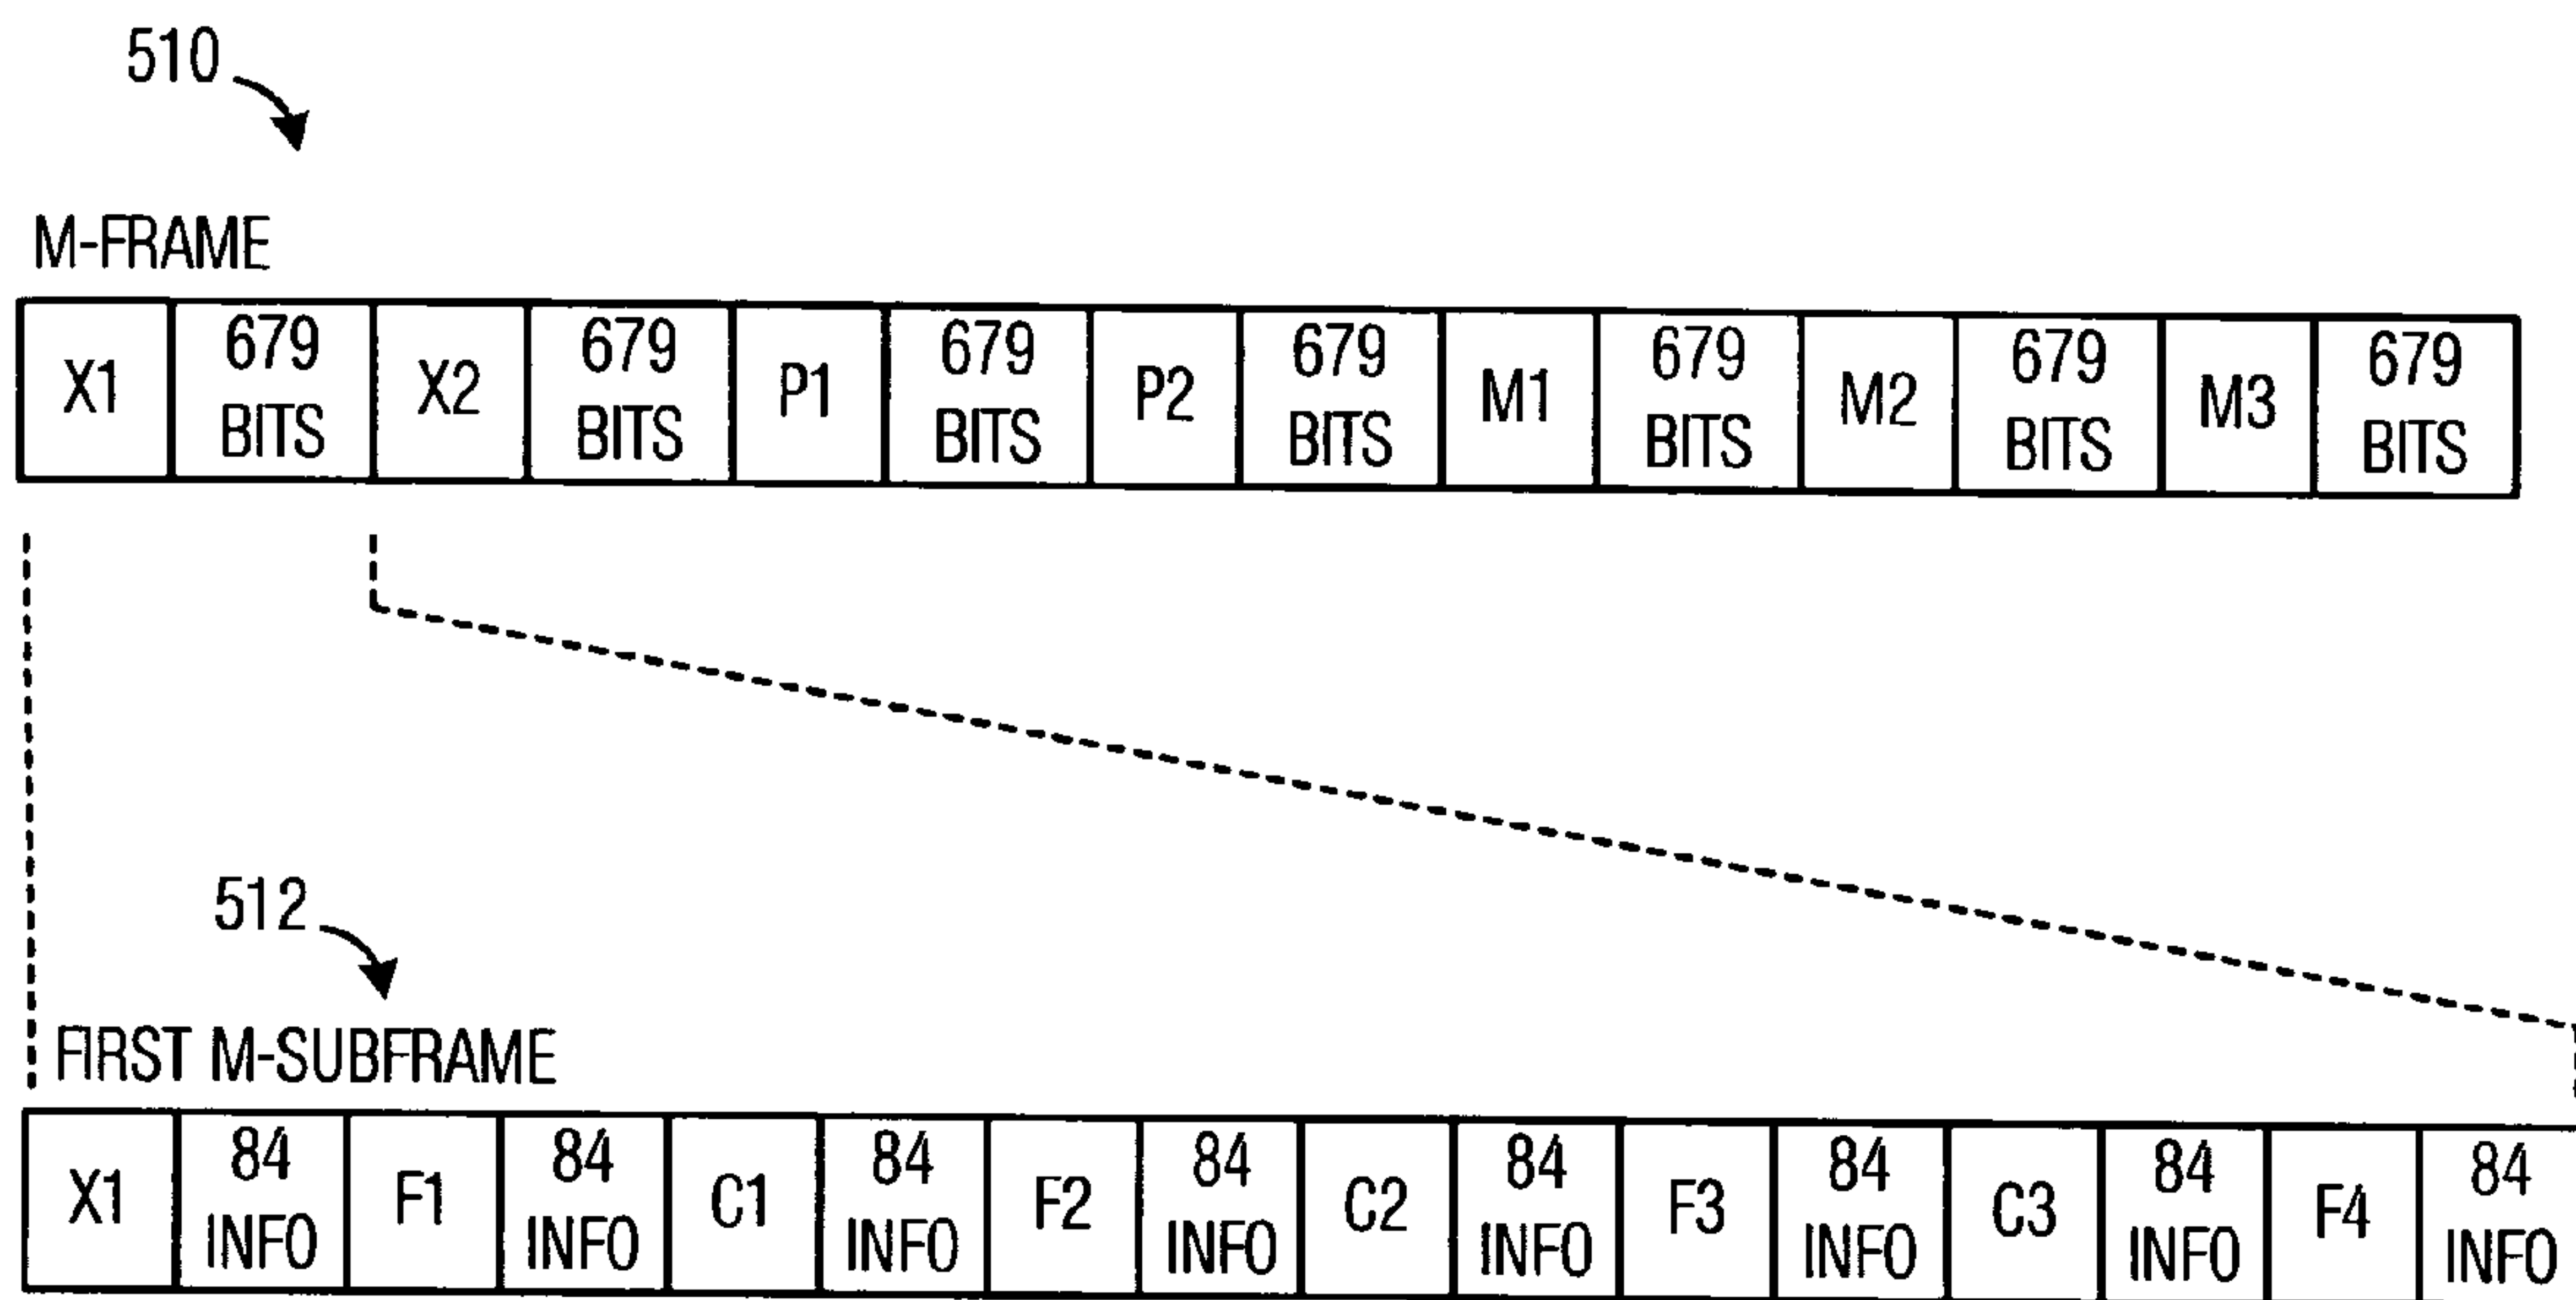 510
M-FRAME
X1 679 BITS X2 679 BITS P1 679 BITS P2 679 BITS M1 679 BITS M2 679 BITS M3 679 BITS
512
FIRST M-SUBFRAME
X1 84 INFO F1 84 INFO C1 84 INFO F2 84 INFO C2 84 INFO F3 84 INFO C3 84 INFO F4 84 INFO